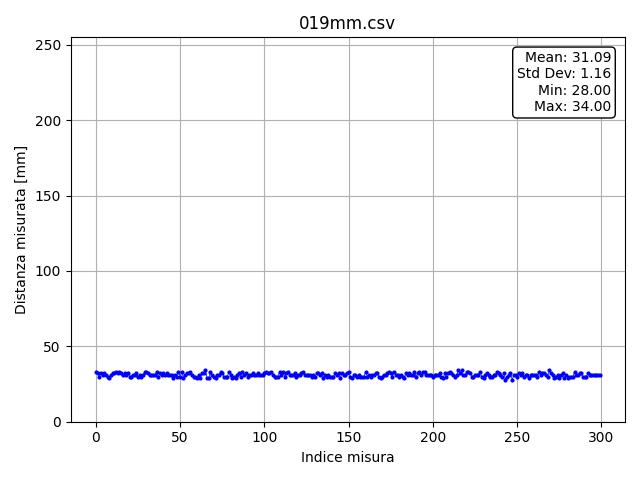 019mm.csv
250
200
150
100
50
0
Distanza misurata [mm]
Mean: 31.09
Std Dev: 1.16
Min: 28.00
Max: 34.00
0 50 100 150 200 250 300
Indice misura